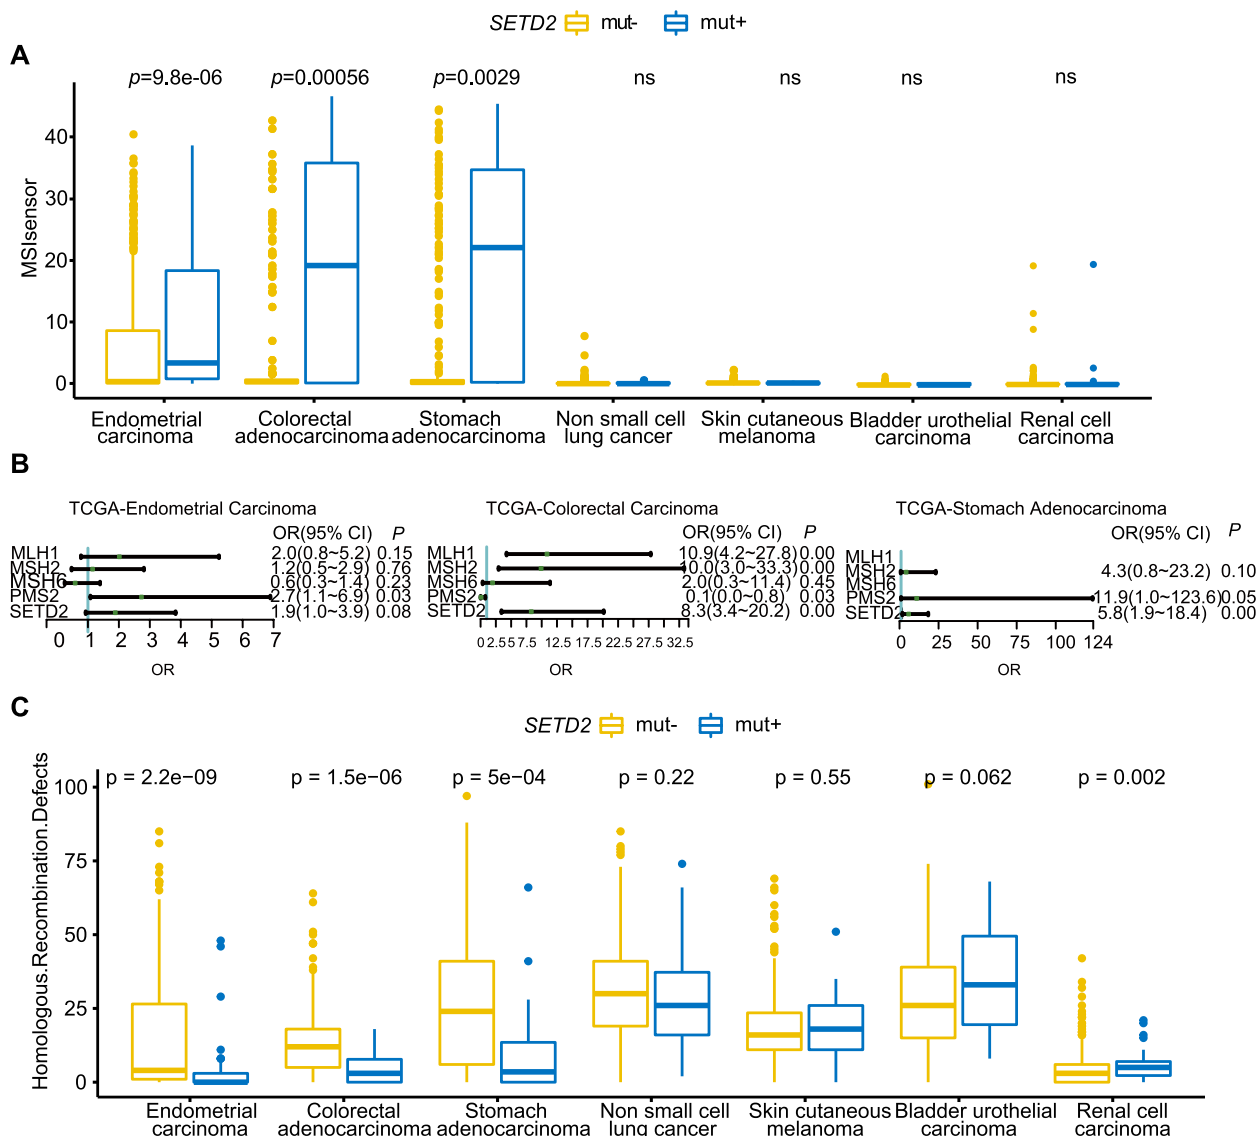 SETD2 mut- mut+
A
p=9.8e-06 p=0.00056 p=0.0029 ns ns ns ns
MSIsensor
40
30
20
10
0
Endometrial carcinoma
Colorectal adenocarcinoma
Stomach adenocarcinoma
Non small cell lung cancer
Skin cutaneous melanoma
Bladder urothelial carcinoma
Renal cell carcinoma
B
TCGA-Endometrial Carcinoma
OR(95% CI) P
MLH1 2.0(0.8~5.2) 0.15
MSH2 1.2(0.5~2.9) 0.76
MSH6 0.6(0.3~1.4) 0.23
PMS2 2.7(1.1~6.9) 0.03
SETD2 1.9(1.0~3.9) 0.08
0 1 2 3 4 5 6 7
OR
TCGA-Colorectal Carcinoma
OR(95% CI) P
MLH1 10.9(4.2~27.8) 0.00
MSH2 10.0(3.0~33.3) 0.00
MSH6 2.0(0.3~11.4) 0.45
PMS2 0.1(0.0~0.8) 0.03
SETD2 8.3(3.4~20.2) 0.00
0 2.5 5 7.5 12.5 17.5 22.5 27.5 32.5
OR
TCGA-Stomach Adenocarcinoma
OR(95% CI) P
MLH1
MSH2 4.3(0.8~23.2) 0.10
MSH6
PMS2 11.9(1.0~123.6) 0.05
SETD2 5.8(1.9~18.4) 0.00
0 25 50 75 100 124
OR
C
SETD2 mut- mut+
p = 2.2e−09 p = 1.5e−06 p = 5e−04 p = 0.22 p = 0.55 p = 0.062 p = 0.002
Homologous.Recombination.Defects
100
75
50
25
0
Endometrial carcinoma
Colorectal adenocarcinoma
Stomach adenocarcinoma
Non small cell lung cancer
Skin cutaneous melanoma
Bladder urothelial carcinoma
Renal cell carcinoma